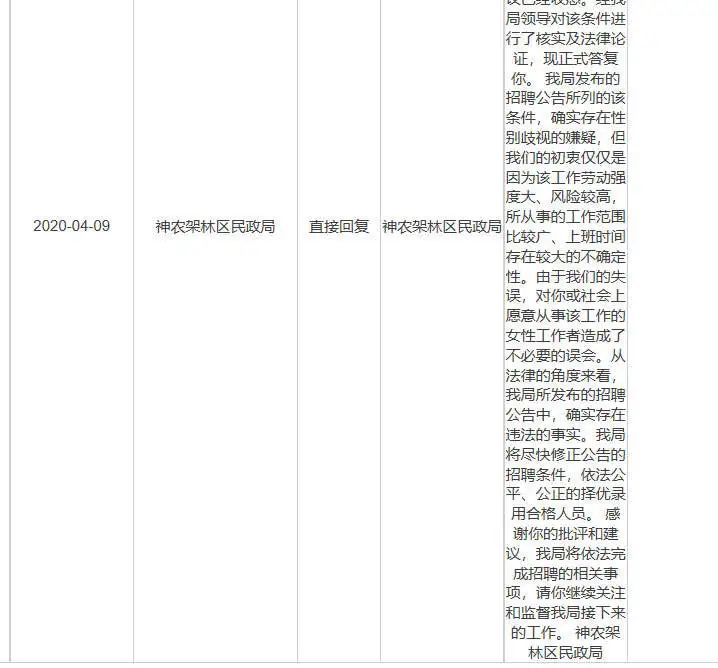 议已经收悉。经我
局领导对该条件进
行了核实及法律论
证，现正式答复
你。 我局发布的
招聘公告所列的该
条件，确实存在性
别歧视的嫌疑，但
我们的初衷仅仅是
因为该工作劳动强
度大、风险较高，
2020-04-09 神农架林区民政局 直接回复 神农架林区民政局 所从事的工作范围
比较广、上班时间
存在较大的不确定
性。由于我们的失
误，对你或社会上
愿意从事该工作的
女性工作者造成了
不必要的误会。从
法律的角度来看，
我局所发布的招聘
公告中，确实存在
违法的事实。我局
将尽快修正公告的
招聘条件，依法公
平、公正的择优录
用合格人员。 感
谢你的批评和建
议，我局将依法完
成招聘的相关事
项，请你继续关注
和监督我局接下来
的工作。 神农架
林区民政局